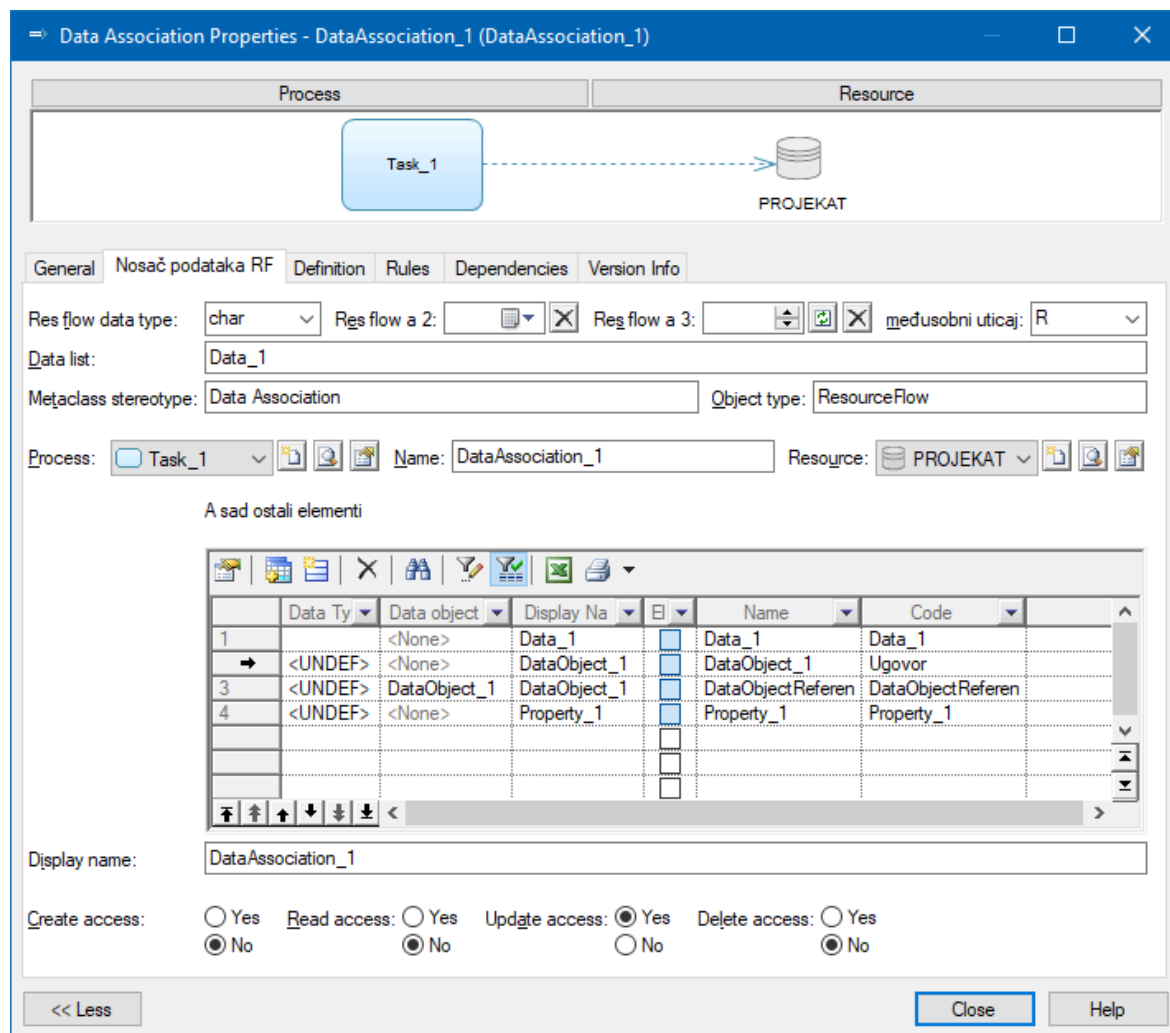 Data Association Properties - DataAssociation_1 (DataAssociation_1)
Process Resource
Task_1
PROJEKAT
General Nosač podataka RF Definition Rules Dependencies Version Info
Res flow data type: char Res flow a 2: Res flow a 3: međusobni uticaj: R
Data list: Data_1
Metaclass stereotype: Data Association Object type: ResourceFlow
Process: Task_1 Name: DataAssociation_1 Resource: PROJEKAT
A sad ostali elementi
Data Ty Data object Display Na El Name Code
1 <None> Data_1 Data_1 Data_1
<UNDEF> <None> DataObject_1 DataObject_1 Ugovor
3 <UNDEF> DataObject_1 DataObject_1 DataObjectReferen DataObjectReferen
4 <UNDEF> <None> Property_1 Property_1 Property_1
Display name: DataAssociation_1
Create access: Yes Read access: Yes Update access: Yes Delete access: Yes
No No No No
<< Less Close Help